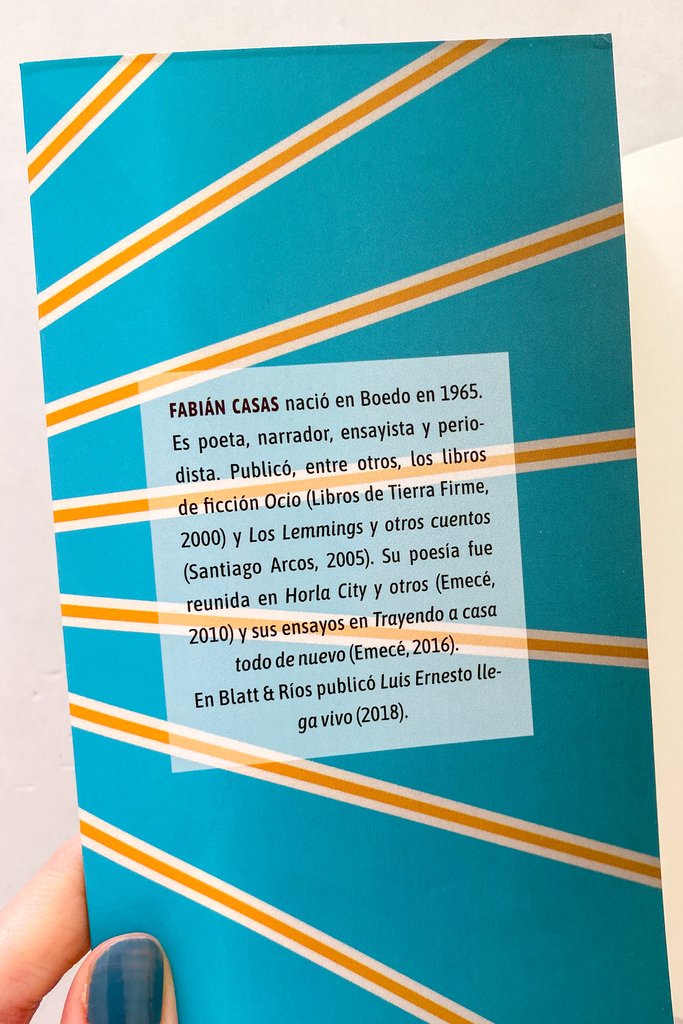 FABIÁN CASAS nació en Boedo en 1965.
Es poeta, narrador, ensayista y perio-
dista. Publicó, entre otros, los libros
de ficción Ocio (Libros de Tierra Firme,
2000) y Los Lemmings y otros cuentos
(Santiago Arcos, 2005). Su poesía fue
reunida en Horla City y otros (Emecé,
2010) y sus ensayos en Trayendo a casa
todo de nuevo (Emecé, 2016).
En Blatt & Ríos publicó Luis Ernesto lle-
ga vivo (2018).